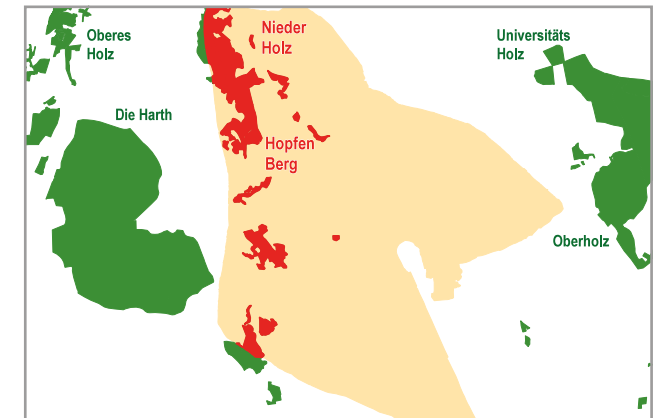 Oberes
Holz
Nieder
Holz
Universitäts
Holz
Die Harth
Hopfen
Berg
Oberholz